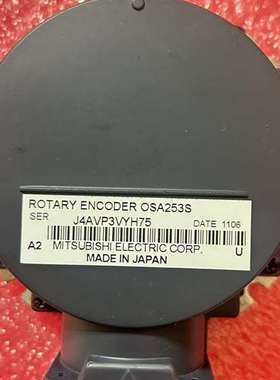 ROTARY ENCODER OSA253S
SER J4AVP3VYH75 DATE 1106
A2 MITSUBISHI ELECTRIC CORP. U
MADE IN JAPAN